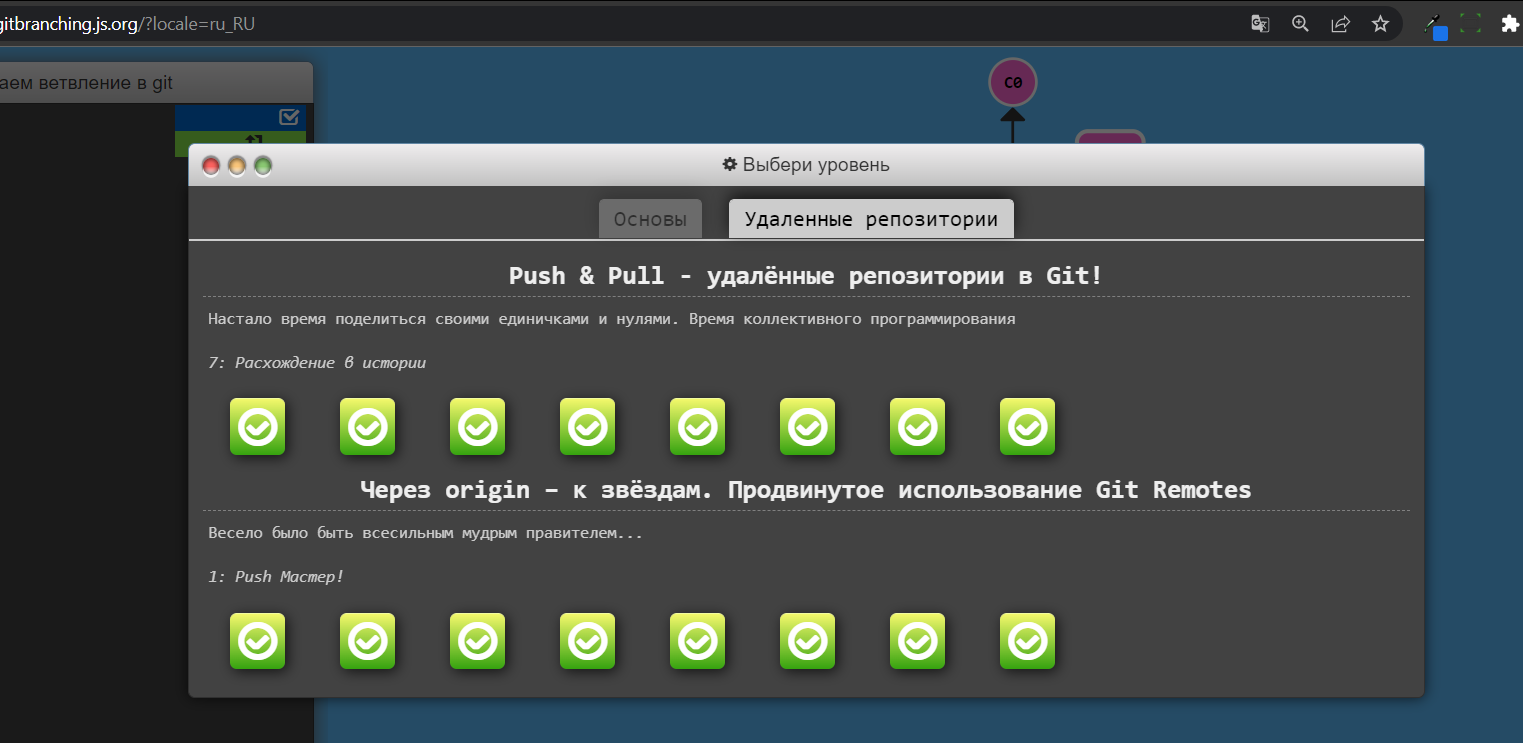 gitbranching.js.org/?locale=ru_RU
аем ветвление в git
C0
Выбери уровень
Основы
Удаленные репозитории
Push & Pull - удалённые репозитории в Git!
Настало время поделиться своими единичками и нулями. Время коллективного программирования
7: Расхождение в истории
Через origin – к звёздам. Продвинутое использование Git Remotes
Весело было быть всесильным мудрым правителем...
1: Push Мастер!